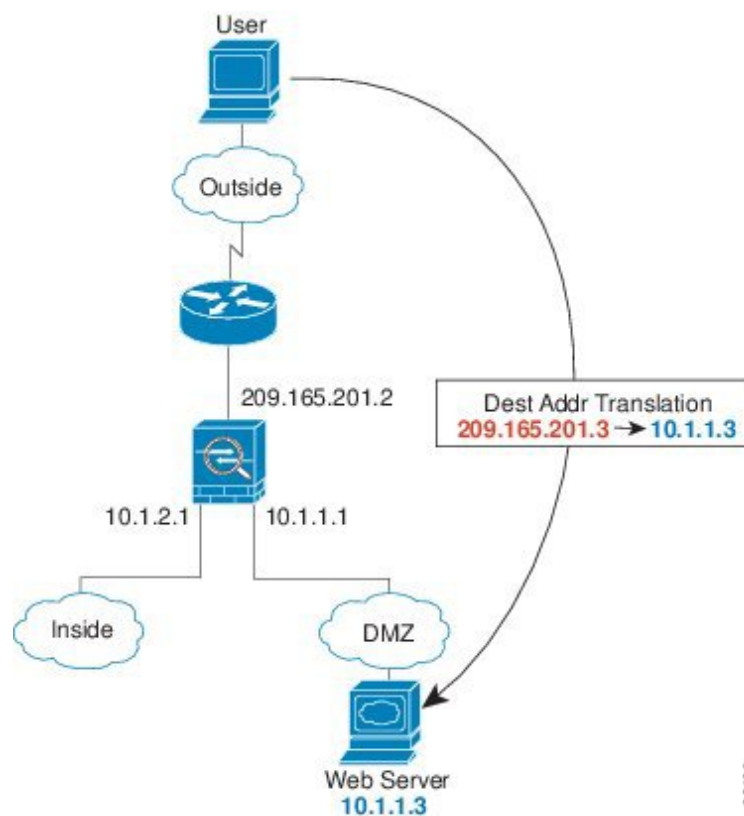 User
Outside
209.165.201.2
Dest Addr Translation
209.165.201.3 10.1.1.3
10.1.2.1 10.1.1.1
Inside
DMZ
Web Server
10.1.1.3